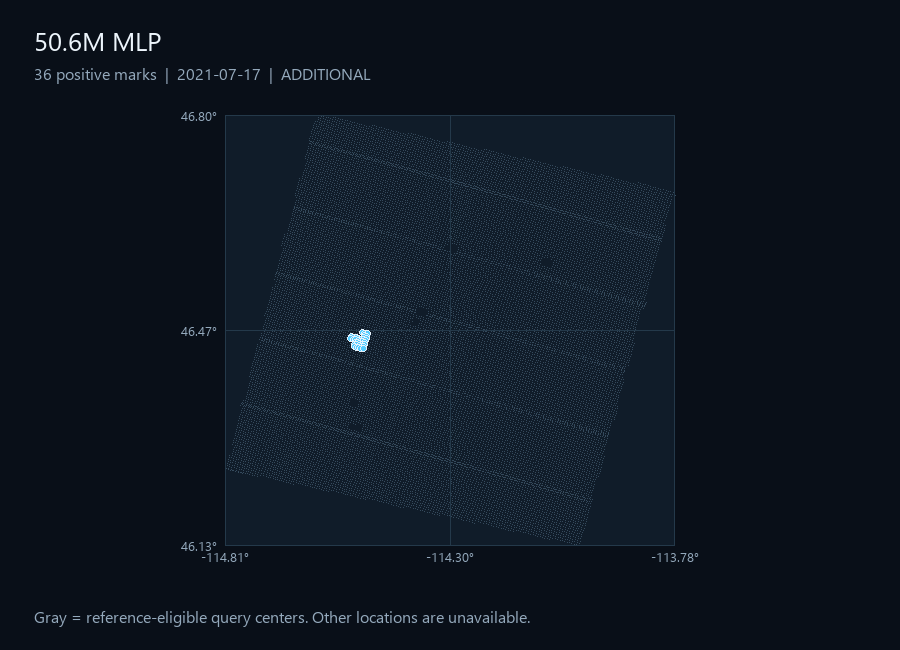 50.6M MLP
36 positive marks | 2021-07-17 | ADDITIONAL
46.80°
46.47°
46.13°
-114.81° -114.30° -113.78°
Gray = reference-eligible query centers. Other locations are unavailable.